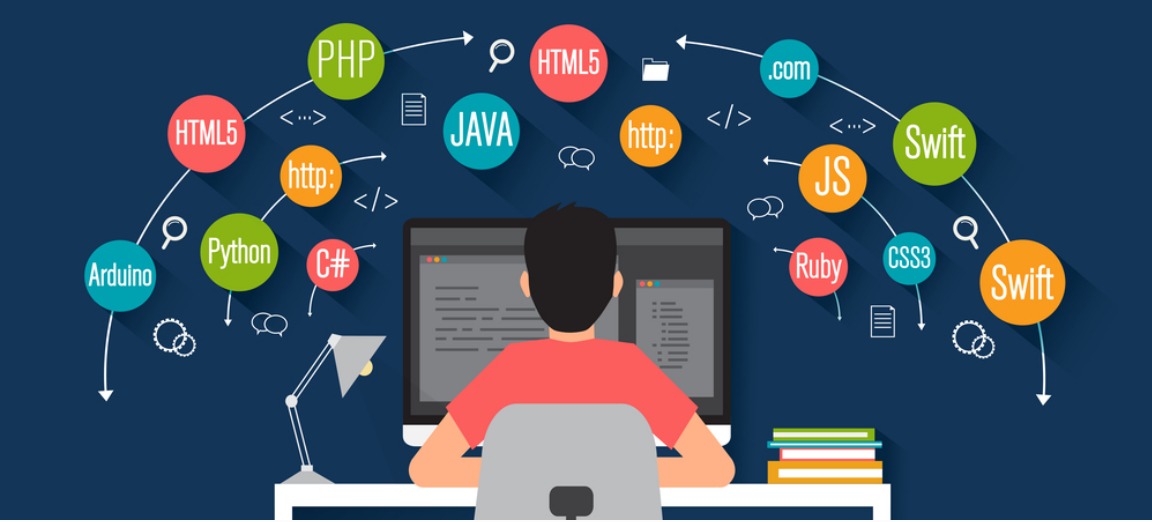 PHP
HTML5
.com
HTML5
JAVA
http:
Swift
http:
JS
Arduino
Python
C#
Ruby
CSS3
Swift
<...>
</>
<...>
</>